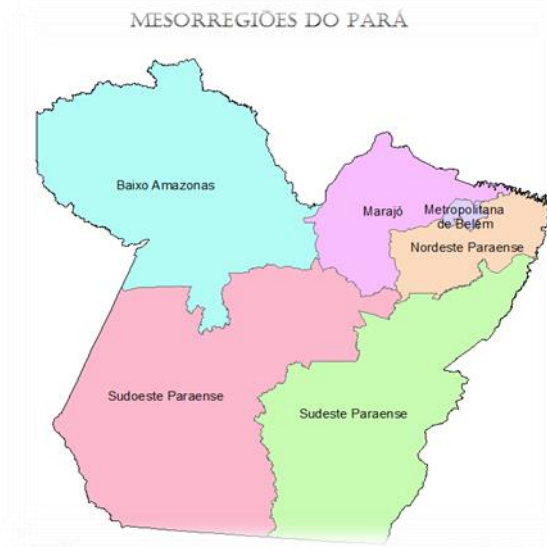 MESORREGIÕES DO PARÁ
Baixo Amazonas
Marajó
Metropolitana
de Belém
Nordeste Paraense
Sudoeste Paraense
Sudeste Paraense